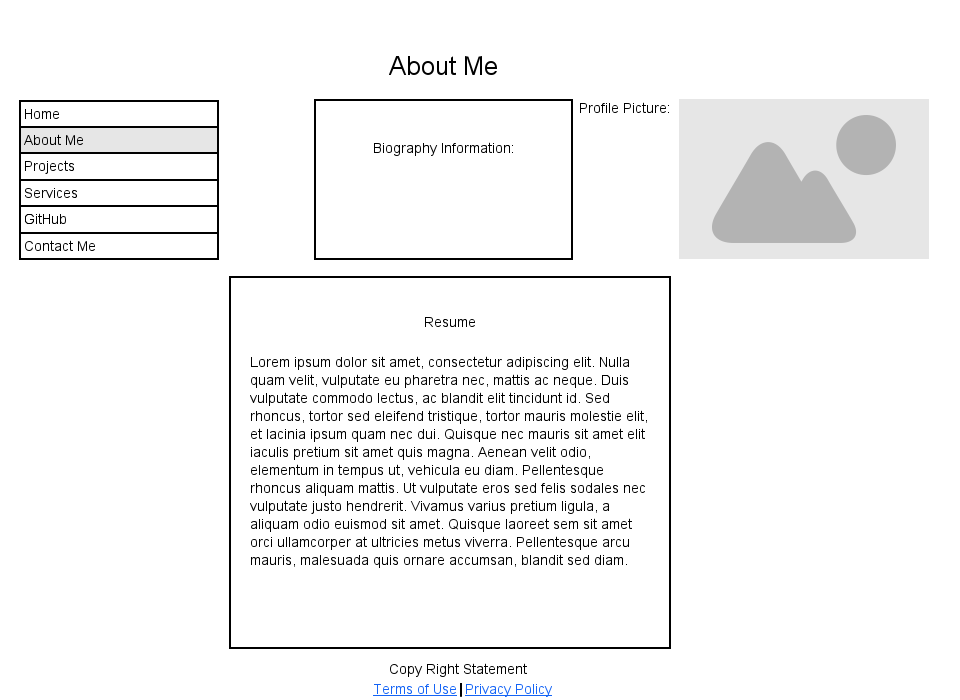 About Me
Home
About Me
Projects
Services
GitHub
Contact Me
Biography Information:
Profile Picture:
Resume
Lorem ipsum dolor sit amet, consectetur adipiscing elit. Nulla
quam velit, vulputate eu pharetra nec, mattis ac neque. Duis
vulputate commodo lectus, ac blandit elit tincidunt id. Sed
rhoncus, tortor sed eleifend tristique, tortor mauris molestie elit,
et lacinia ipsum quam nec dui. Quisque nec mauris sit amet elit
iaculis pretium sit amet quis magna. Aenean velit odio,
elementum in tempus ut, vehicula eu diam. Pellentesque
rhoncus aliquam mattis. Ut vulputate eros sed felis sodales nec
vulputate justo hendrerit. Vivamus varius pretium ligula, a
aliquam odio euismod sit amet. Quisque laoreet sem sit amet
orci ullamcorper at ultricies metus viverra. Pellentesque arcu
mauris, malesuada quis ornare accumsan, blandit sed diam.
Copy Right Statement
Terms of Use | Privacy Policy